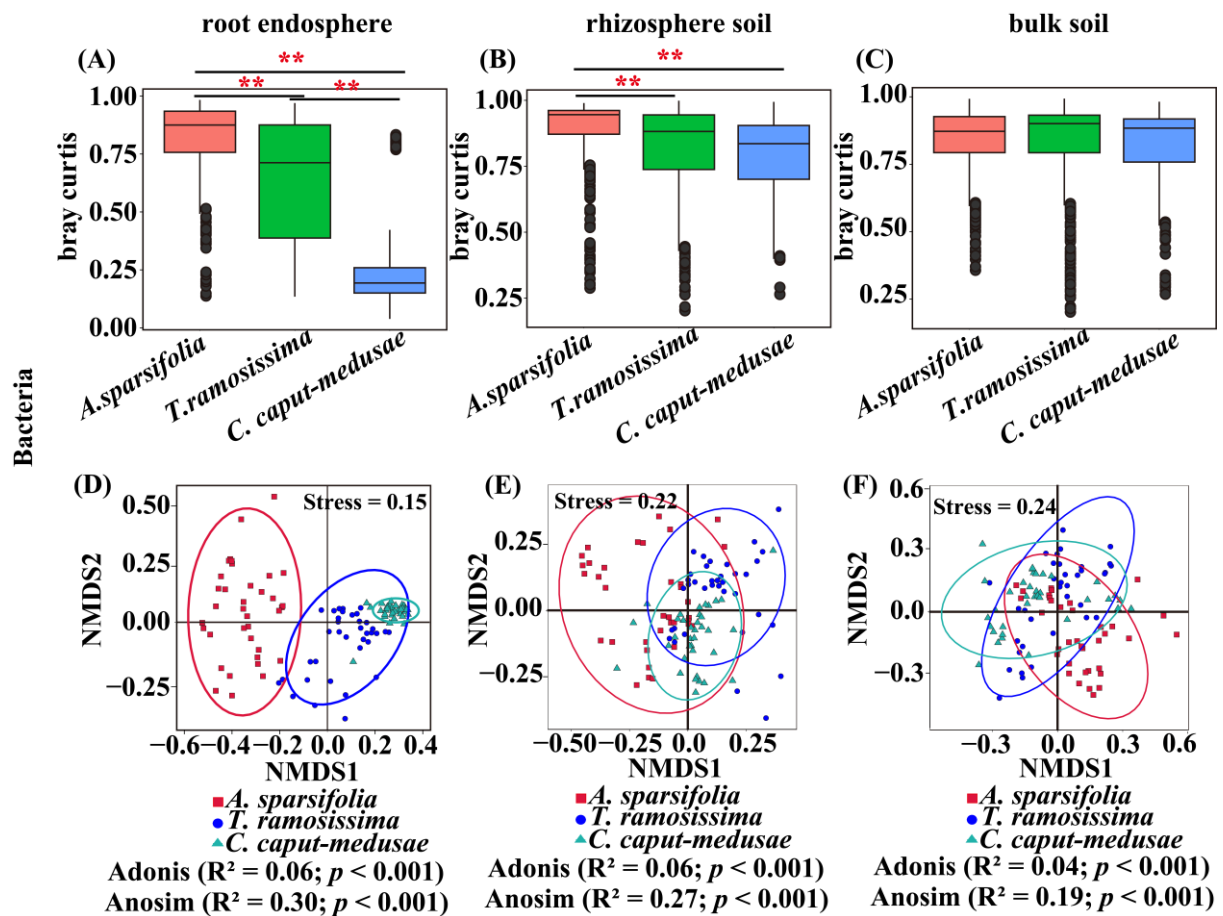 root endosphere
rhizosphere soil
bulk soil
(A)
**
**
**
bray curtis
1.00
0.75
0.50
0.25
0.00
A.sparsifolia
T.ramosissima
C. caput-medusae
(B)
**
**
bray curtis
1.00
0.75
0.50
0.25
A.sparsifolia
T.ramosissima
C. caput-medusae
(C)
bray curtis
1.00
0.75
0.50
0.25
A.sparsifolia
T.ramosissima
C. caput-medusae
Bacteria
(D)
Stress = 0.15
NMDS2
0.50
0.25
0.00
−0.25
−0.6 −0.4 −0.2 0.0 0.2 0.4
NMDS1
A. sparsifolia
T. ramosissima
C. caput-medusae
Adonis (R² = 0.06; p < 0.001)
Anosim (R² = 0.30; p < 0.001)
(E)
Stress = 0.22
NMDS2
0.25
0.00
−0.25
−0.50 −0.25 0.00 0.25
NMDS1
A. sparsifolia
T. ramosissima
C. caput-medusae
Adonis (R² = 0.06; p < 0.001)
Anosim (R² = 0.27; p < 0.001)
(F)
Stress = 0.24
NMDS2
0.6
0.3
0.0
−0.3
−0.3 0.0 0.3 0.6
NMDS1
A. sparsifolia
T. ramosissima
C. caput-medusae
Adonis (R² = 0.04; p < 0.001)
Anosim (R² = 0.19; p < 0.001)